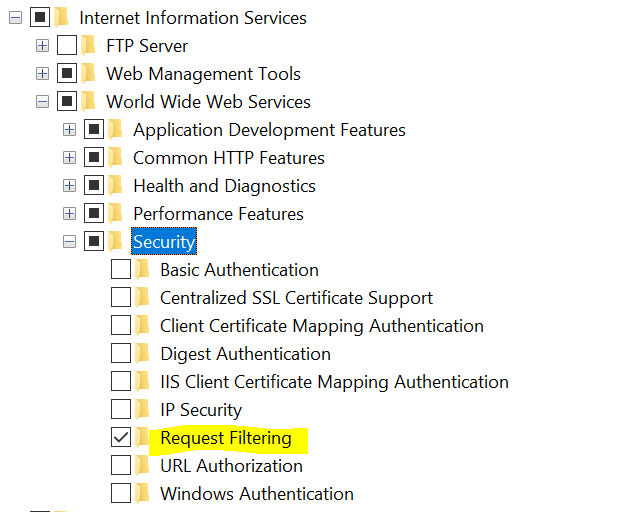 Internet Information Services
FTP Server
Web Management Tools
World Wide Web Services
Application Development Features
Common HTTP Features
Health and Diagnostics
Performance Features
Security
Basic Authentication
Centralized SSL Certificate Support
Client Certificate Mapping Authentication
Digest Authentication
IIS Client Certificate Mapping Authentication
IP Security
Request Filtering
URL Authorization
Windows Authentication